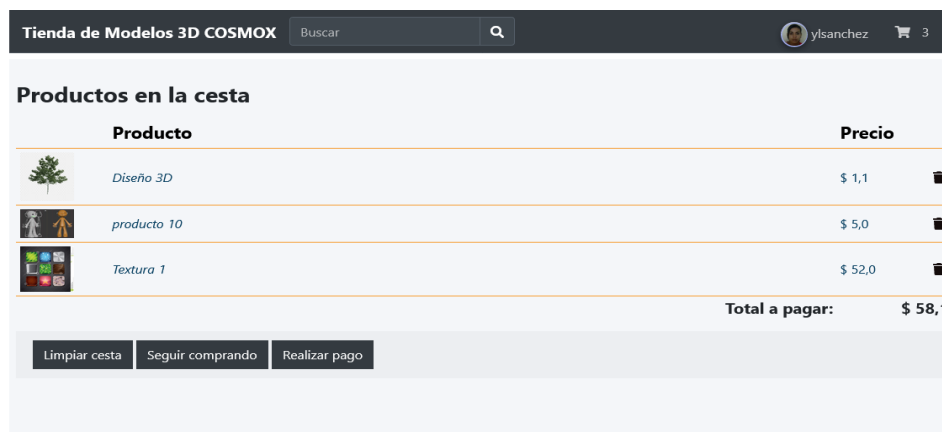 Tienda de Modelos 3D COSMOX Buscar ylsanchez 3
Productos en la cesta
Producto Precio
Diseño 3D $ 1,1
producto 10 $ 5,0
Textura 1 $ 52,0
Total a pagar: $ 58,
Limpiar cesta Seguir comprando Realizar pago